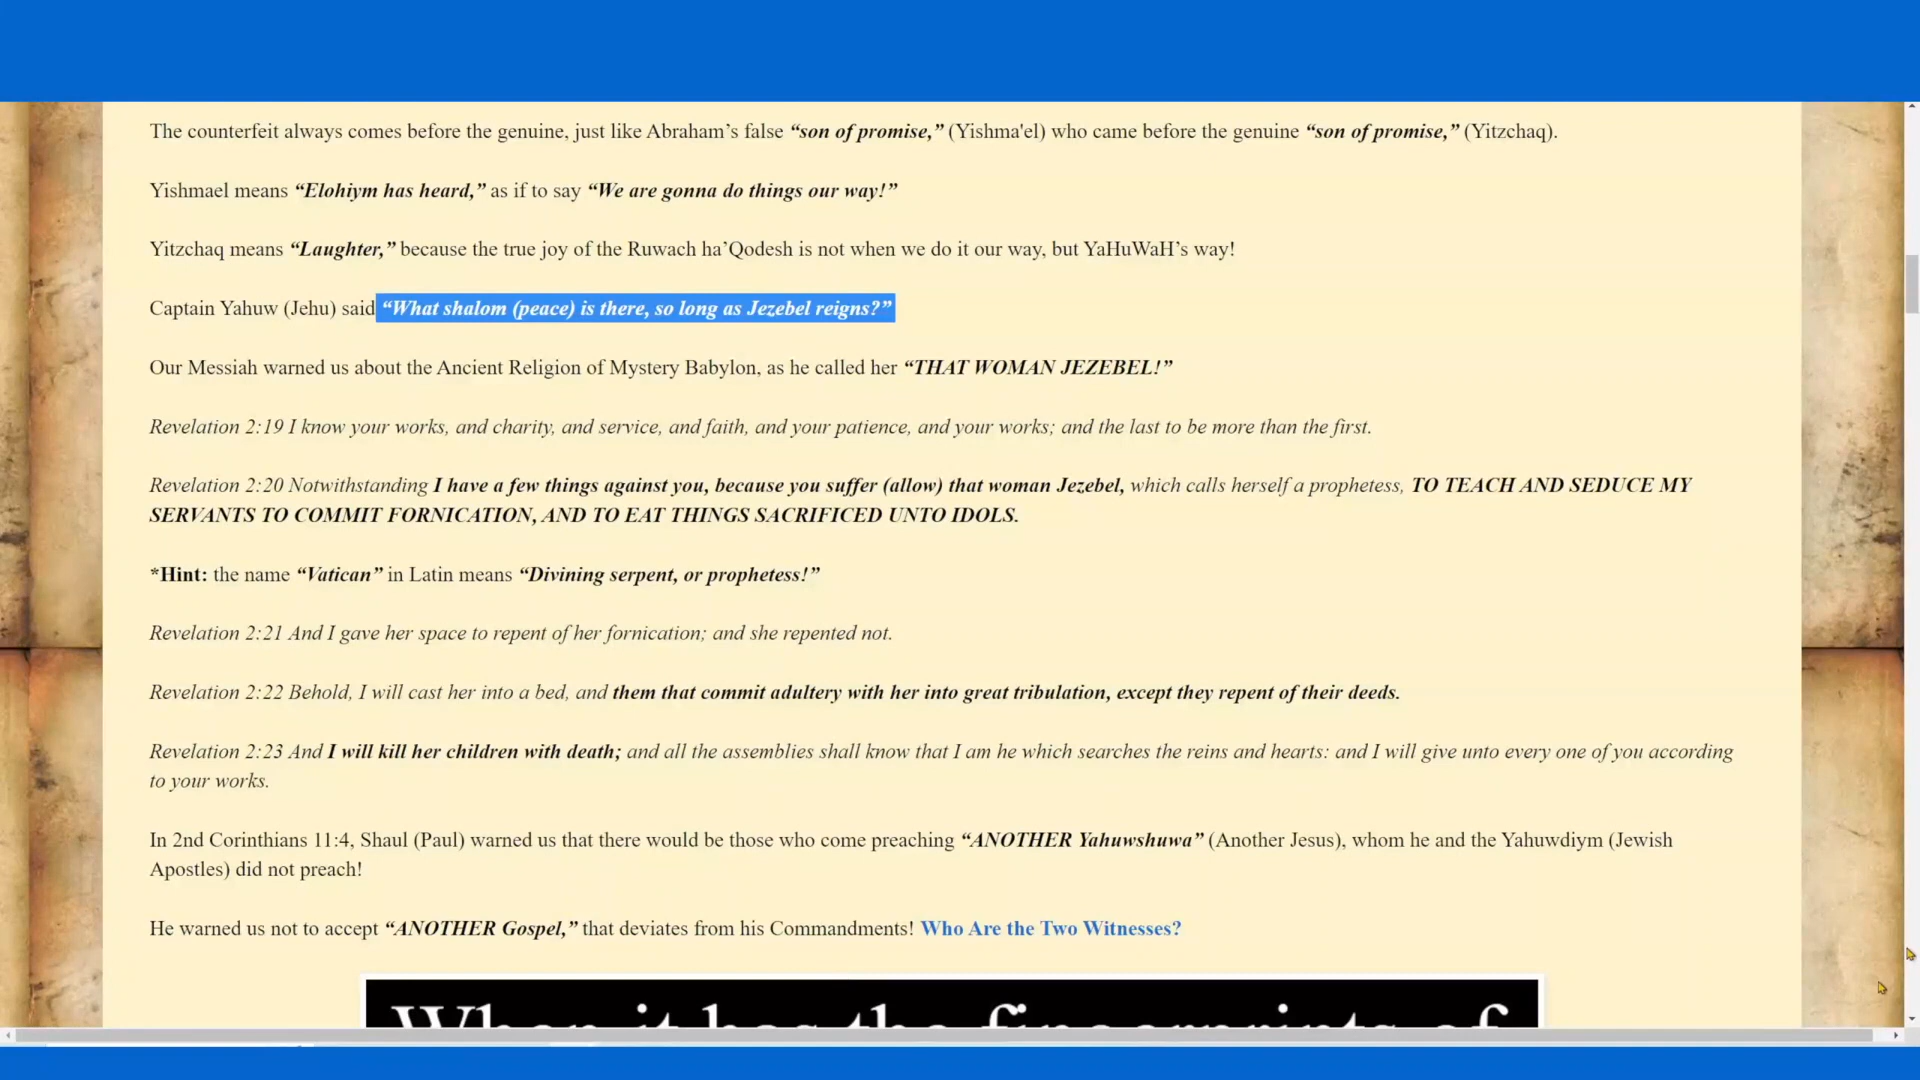 The counterfeit always comes before the genuine, just like Abraham’s false “son of promise,” (Yishma'el) who came before the genuine “son of promise,” (Yitzchaq).
Yishmael means “Elohiym has heard,” as if to say “We are gonna do things our way!”
Yitzchaq means “Laughter,” because the true joy of the Ruwach ha’Qodesh is not when we do it our way, but YaHuWaH’s way!
Captain Yahuw (Jehu) said “What shalom (peace) is there, so long as Jezebel reigns?”
Our Messiah warned us about the Ancient Religion of Mystery Babylon, as he called her “THAT WOMAN JEZEBEL!”
Revelation 2:19 I know your works, and charity, and service, and faith, and your patience, and your works; and the last to be more than the first.
Revelation 2:20 Notwithstanding I have a few things against you, because you suffer (allow) that woman Jezebel, which calls herself a prophetess, TO TEACH AND SEDUCE MY
SERVANTS TO COMMIT FORNICATION, AND TO EAT THINGS SACRIFICED UNTO IDOLS.
*Hint: the name “Vatican” in Latin means “Divining serpent, or prophetess!”
Revelation 2:21 And I gave her space to repent of her fornication; and she repented not.
Revelation 2:22 Behold, I will cast her into a bed, and them that commit adultery with her into great tribulation, except they repent of their deeds.
Revelation 2:23 And I will kill her children with death; and all the assemblies shall know that I am he which searches the reins and hearts: and I will give unto every one of you according
to your works.
In 2nd Corinthians 11:4, Shaul (Paul) warned us that there would be those who come preaching “ANOTHER Yahuwshuwa” (Another Jesus), whom he and the Yahuwdiym (Jewish
Apostles) did not preach!
He warned us not to accept “ANOTHER Gospel,” that deviates from his Commandments! Who Are the Two Witnesses?
When it has the fingerprints of